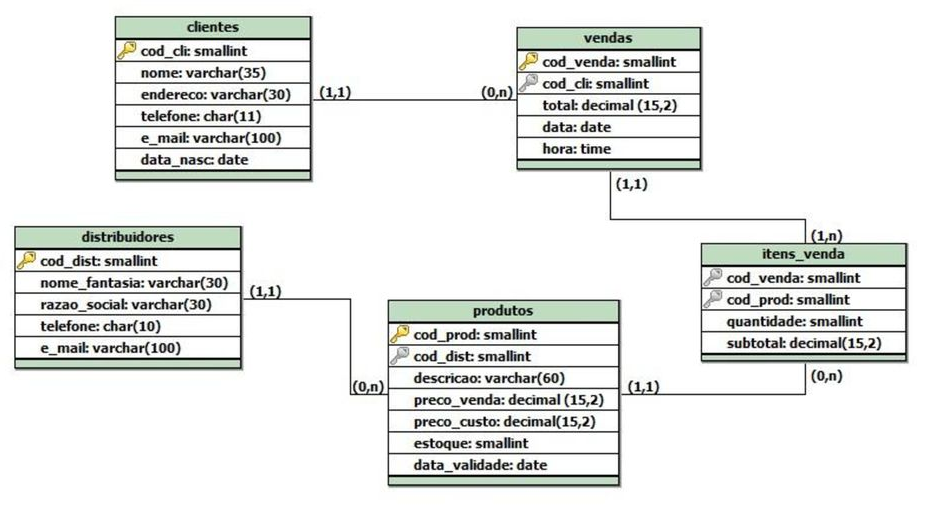 clientes
cod_cli: smallint
nome: varchar(35)
endereco: varchar(30)
telefone: char(11)
e_mail: varchar(100)
data_nasc: date
(1,1)
(0,n)
vendas
cod_venda: smallint
cod_cli: smallint
total: decimal (15,2)
data: date
hora: time
(1,1)
(1,n)
distribuidores
cod_dist: smallint
nome_fantasia: varchar(30)
razao_social: varchar(30)
telefone: char(10)
e_mail: varchar(100)
(1,1)
(0,n)
produtos
cod_prod: smallint
cod_dist: smallint
descricao: varchar(60)
preco_venda: decimal (15,2)
preco_custo: decimal(15,2)
estoque: smallint
data_validade: date
(1,1)
(0,n)
itens_venda
cod_venda: smallint
cod_prod: smallint
quantidade: smallint
subtotal: decimal(15,2)